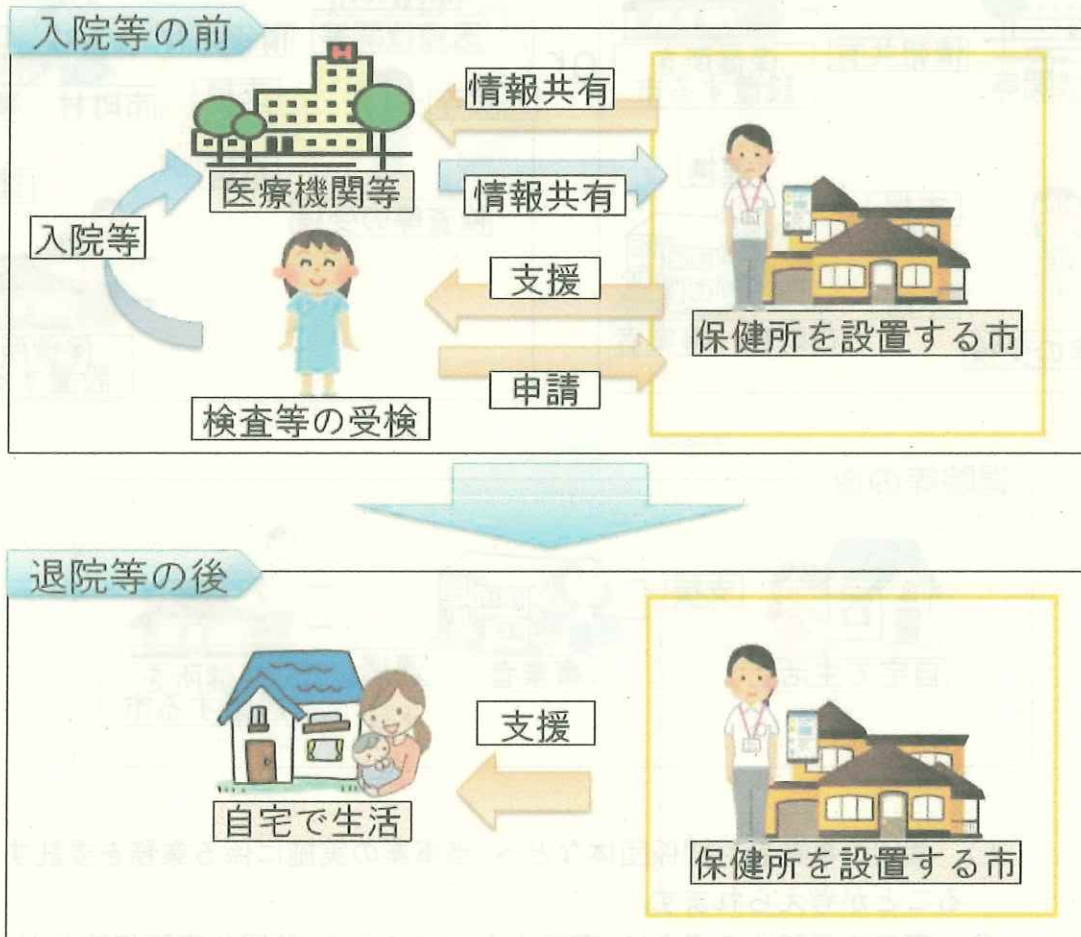 入院等の前
H
情報共有
医療機関等
情報共有
入院等
支援
保健所を設置する市
申請
検査等の受検
退院等の後
支援
自宅で生活
保健所を設置する市